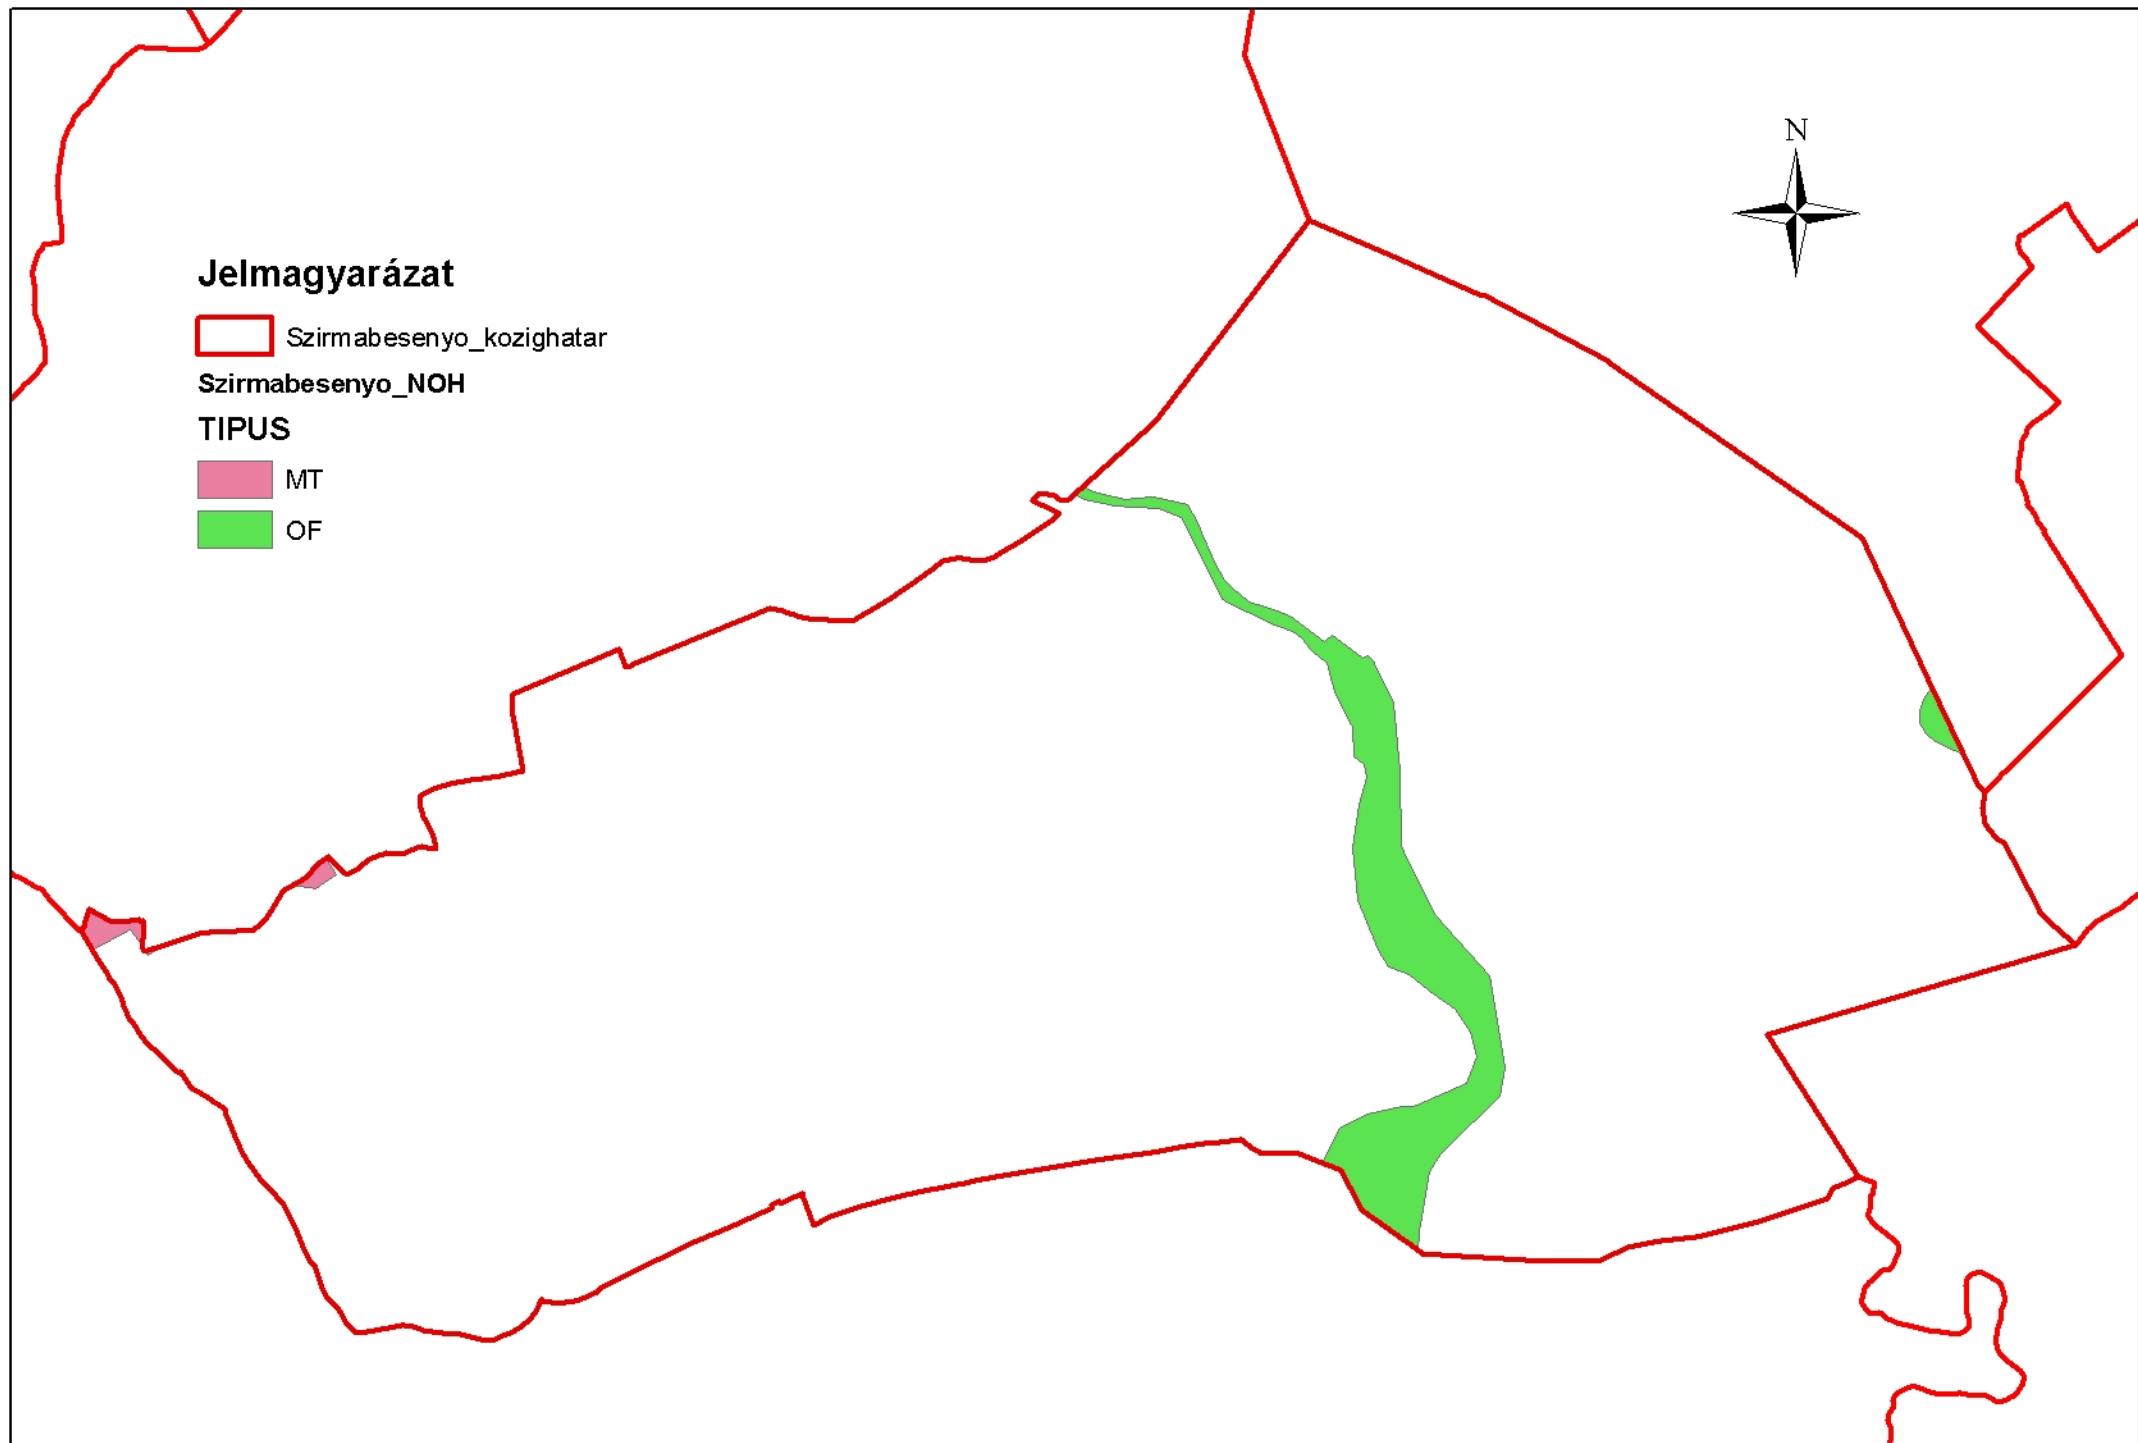 N
Jelmagyarázat
Szirmabesenyo_kozighatar
Szirmabesenyo_NOH
TIPUS
MT
OF